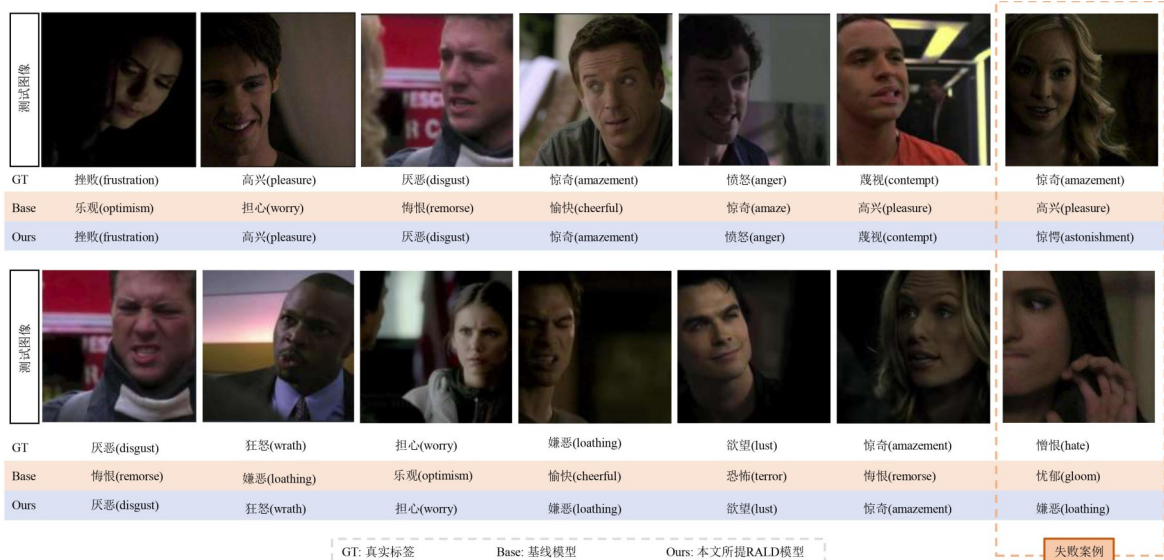 测试图像
GT 挫败(frustration) 高兴(pleasure) 厌恶(disgust) 惊奇(amazement) 愤怒(anger) 蔑视(contempt) 惊奇(amazement)
Base 乐观(optimism) 担心(worry) 悔恨(remorse) 愉快(cheerful) 惊奇(amaze) 高兴(pleasure) 高兴(pleasure)
Ours 挫败(frustration) 高兴(pleasure) 厌恶(disgust) 惊奇(amazement) 愤怒(anger) 蔑视(contempt) 惊愕(astonishment)
测试图像
GT 厌恶(disgust) 狂怒(wrath) 担心(worry) 嫌恶(loathing) 欲望(lust) 惊奇(amazement) 憎恨(hate)
Base 悔恨(remorse) 嫌恶(loathing) 乐观(optimism) 愉快(cheerful) 恐怖(terror) 悔恨(remorse) 忧郁(gloom)
Ours 厌恶(disgust) 狂怒(wrath) 担心(worry) 嫌恶(loathing) 欲望(lust) 惊奇(amazement) 嫌恶(loathing)
GT: 真实标签 Base: 基线模型 Ours: 本文所提RALD模型
失败案例